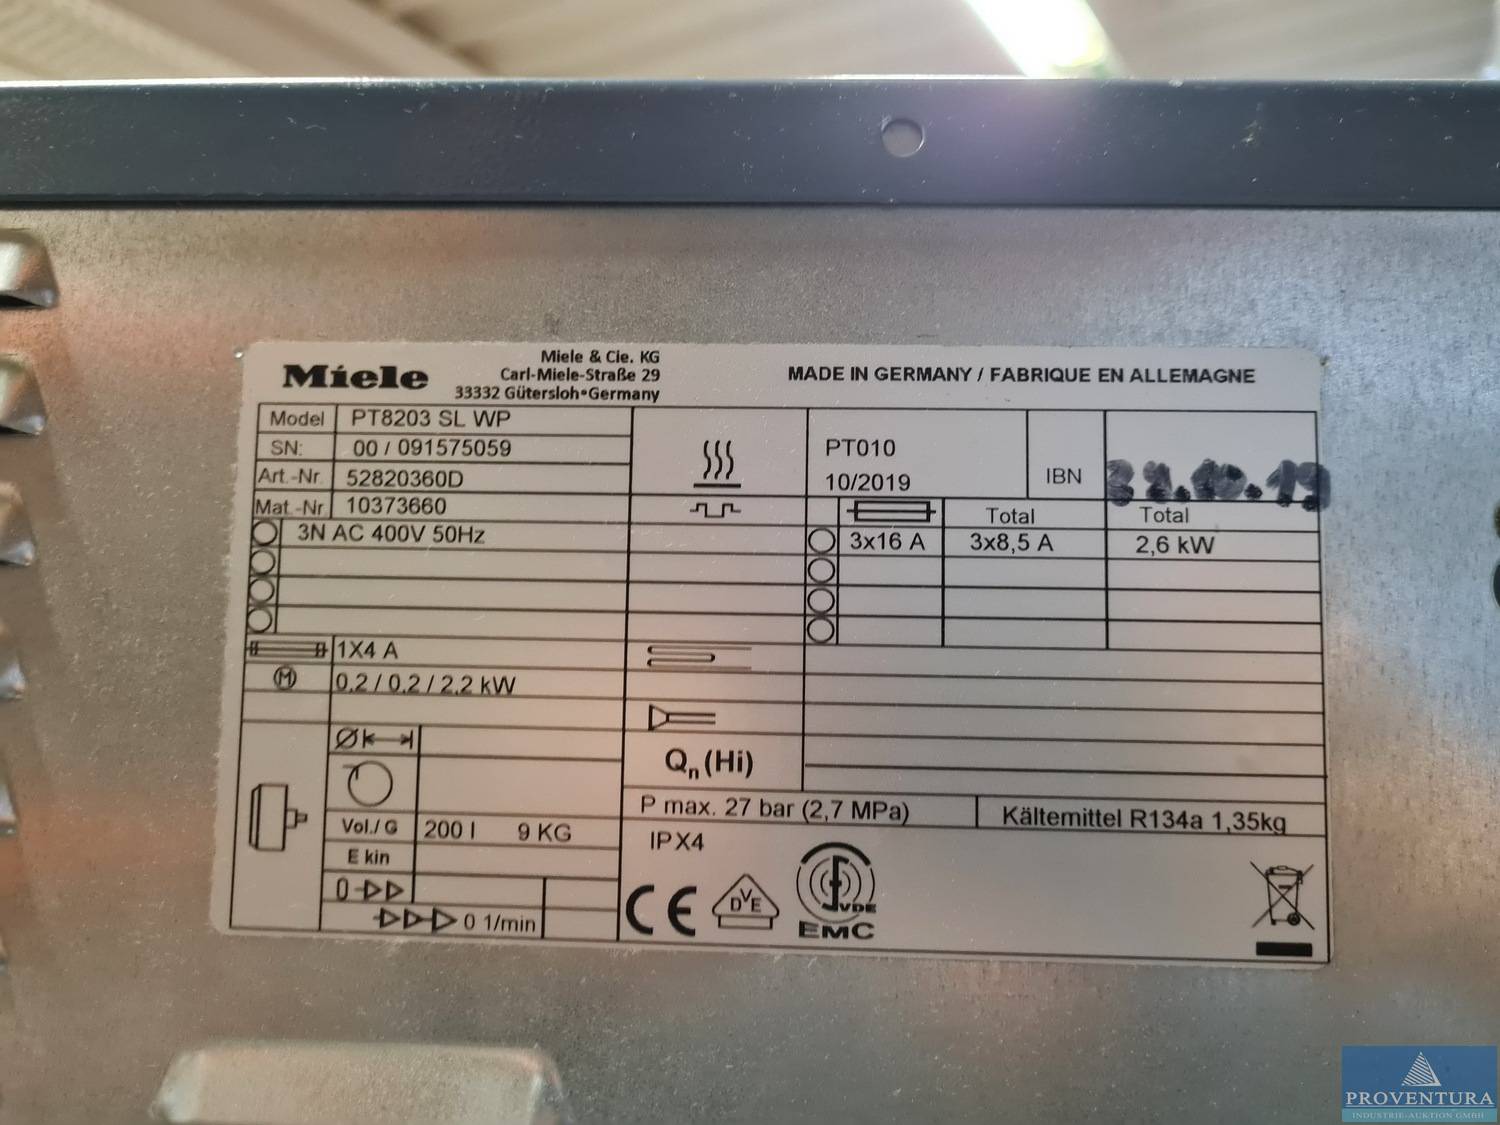 Miele
Miele & Cie. KG
Carl-Miele-Straße 29
33332 Gütersloh•Germany
MADE IN GERMANY / FABRIQUE EN ALLEMAGNE
Model PT8203 SL WP
SN: 00 / 091575059
Art.-Nr. 52820360D
Mat.-Nr 10373660
PT010
10/2019
IBN
Total Total
3N AC 400V 50Hz
3x16 A 3x8,5 A 2,6 kW
1X4 A
M 0,2 / 0,2 / 2,2 kW
Qn (Hi)
Vol./ G 200 l 9 KG
E kin
0
0 1/min
P max. 27 bar (2,7 MPa) Kältemittel R134a 1,35kg
IPX4
CE
DVE
VDE
EMC
PROVENTURA
INDUSTRIE-AUKTION GMBH